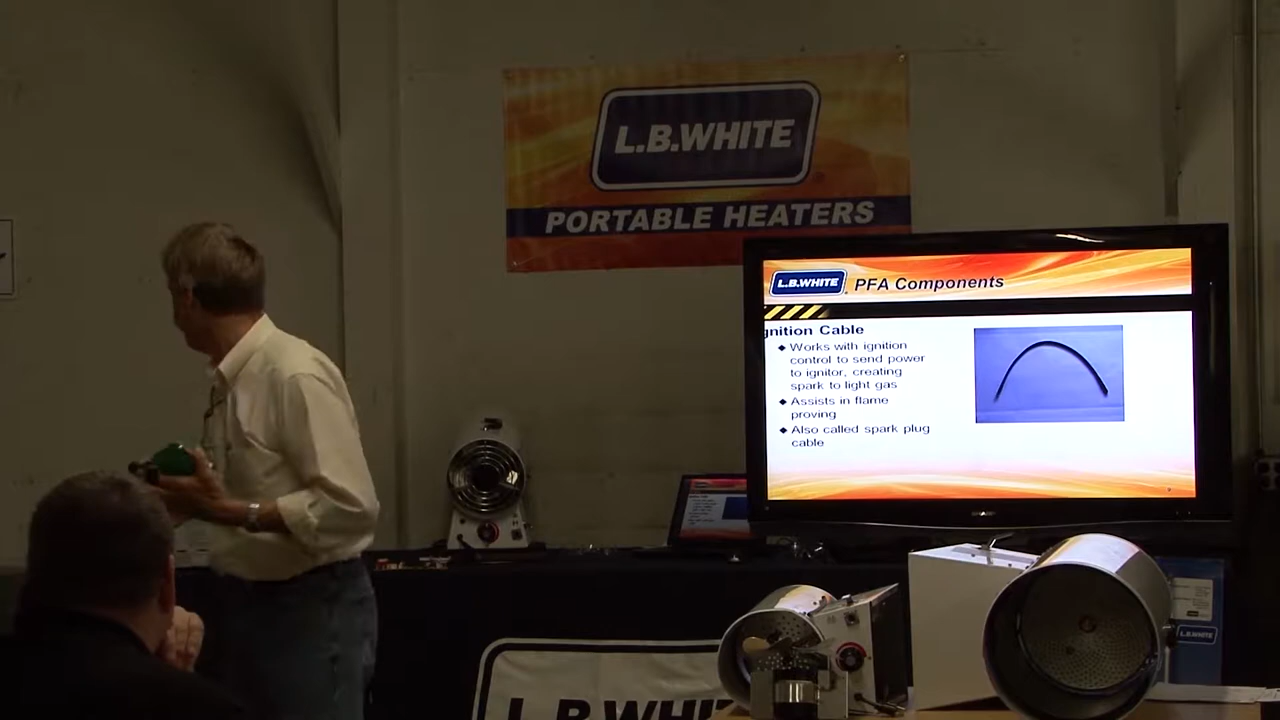 L.B.WHITE
PORTABLE HEATERS
L.B.WHITE
PFA Components
gnition Cable
Works with ignition
control to send power
to ignitor, creating
spark to light gas
Assists in flame
proving
Also called spark plug
cable
L.B.WHITE
L.B.WHI